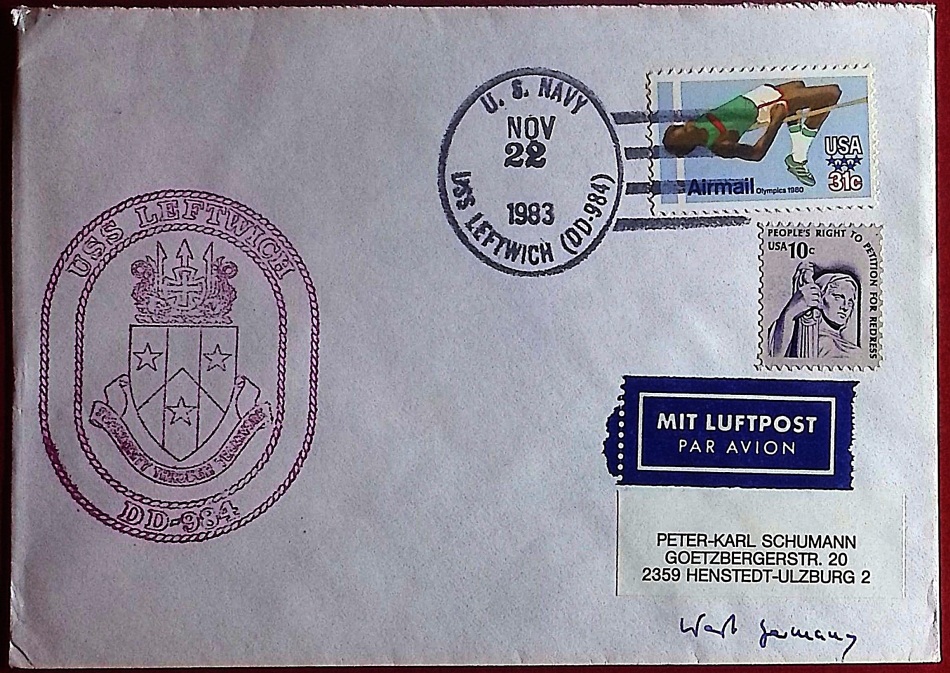 U. S. NAVY
NOV
22
1983
USS LEFTWICH (DD-984)
USA
31c
Airmail Olympics 1980
PEOPLE'S RIGHT TO PETITION FOR REDRESS
USA 10c
USS LEFTWICH
DD-984
MIT LUFTPOST
PAR AVION
PETER-KARL SCHUMANN
GOETZBERGERSTR. 20
2359 HENSTEDT-ULZBURG 2
West Germany